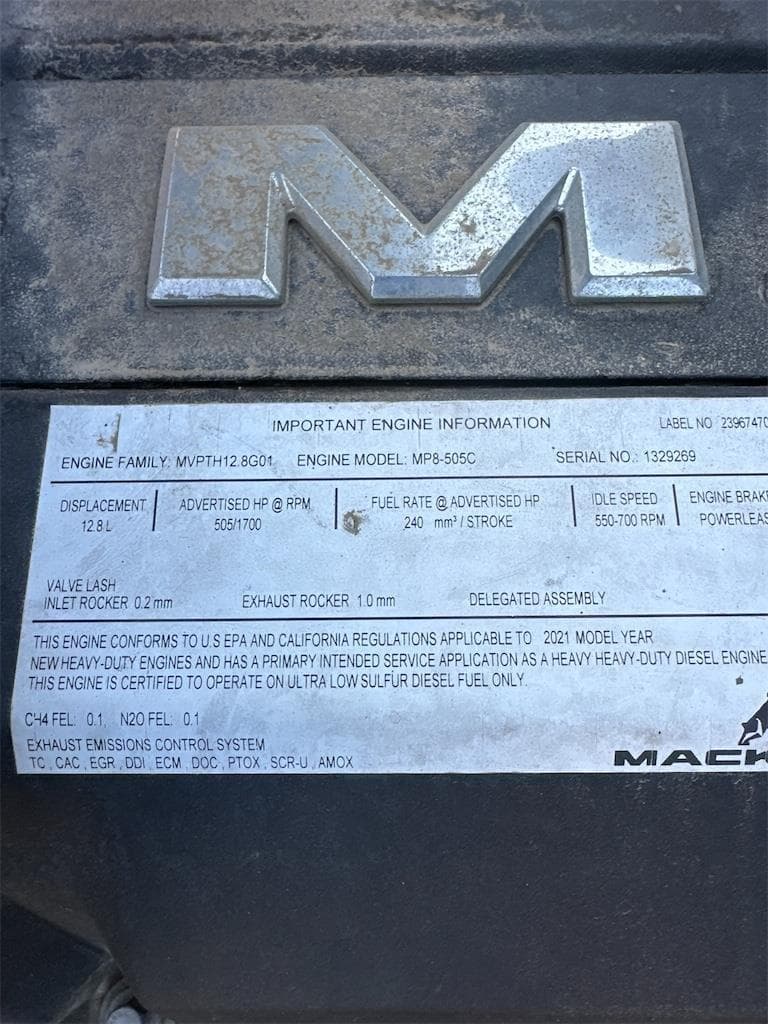 M
IMPORTANT ENGINE INFORMATION LABEL NO 23967470
ENGINE FAMILY: MVPTH12.8G01 ENGINE MODEL: MP8-505C SERIAL NO.: 1329269
DISPLACEMENT ADVERTISED HP @ RPM FUEL RATE @ ADVERTISED HP IDLE SPEED ENGINE BRAKE
12.8 L 505/1700 240 mm³ / STROKE 550-700 RPM POWERLEAS
VALVE LASH
INLET ROCKER 0.2 mm EXHAUST ROCKER 1.0 mm DELEGATED ASSEMBLY
THIS ENGINE CONFORMS TO U.S EPA AND CALIFORNIA REGULATIONS APPLICABLE TO 2021 MODEL YEAR
NEW HEAVY-DUTY ENGINES AND HAS A PRIMARY INTENDED SERVICE APPLICATION AS A HEAVY HEAVY-DUTY DIESEL ENGINE
THIS ENGINE IS CERTIFIED TO OPERATE ON ULTRA LOW SULFUR DIESEL FUEL ONLY.
CH4 FEL: 0.1, N2O FEL: 0.1
EXHAUST EMISSIONS CONTROL SYSTEM
TC , CAC , EGR , DDI , ECM , DOC , PTOX , SCR-U , AMOX
MACK